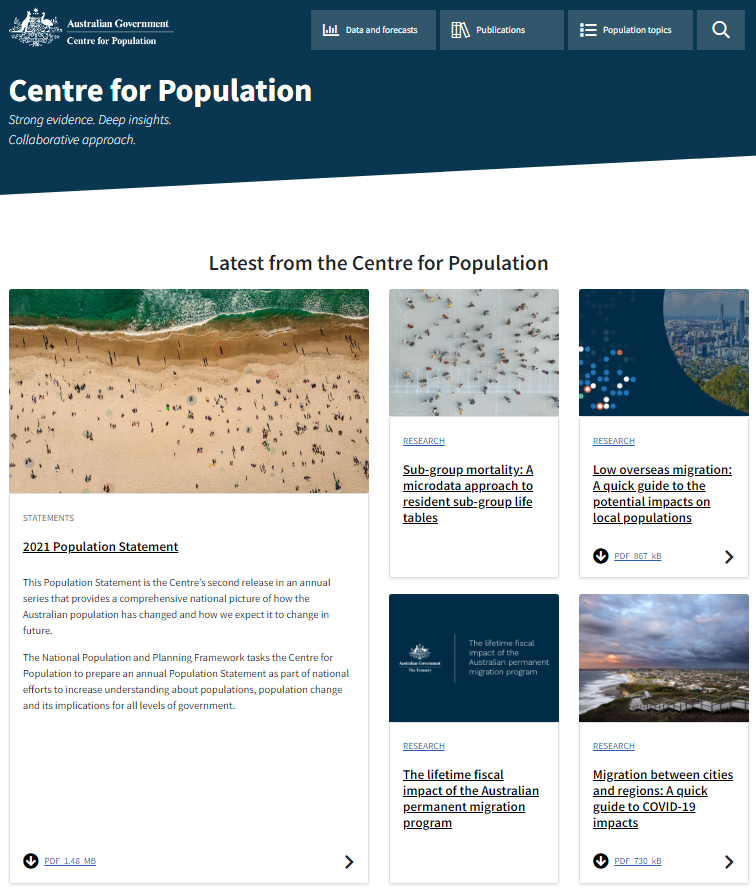 Australian Government
Centre for Population
Data and forecasts
Publications
Population topics
Centre for Population
Strong evidence. Deep insights.
Collaborative approach.
Latest from the Centre for Population
STATEMENTS
2021 Population Statement
This Population Statement is the Centre's second release in an annual
series that provides a comprehensive national picture of how the
Australian population has changed and how we expect it to change in
future.
The National Population and Planning Framework tasks the Centre for
Population to prepare an annual Population Statement as part of national
efforts to increase understanding about populations, population change
and its implications for all levels of government.
PDF 1.48 MB
RESEARCH
Sub-group mortality: A
microdata approach to
resident sub-group life
tables
RESEARCH
Low overseas migration:
A quick guide to the
potential impacts on
local populations
PDF 867 kB
Australian Government
The Treasury
The lifetime fiscal
impact of the
Australian permanent
migration program
RESEARCH
The lifetime fiscal
impact of the Australian
permanent migration
program
RESEARCH
Migration between cities
and regions: A quick
guide to COVID-19
impacts
PDF 730 kB